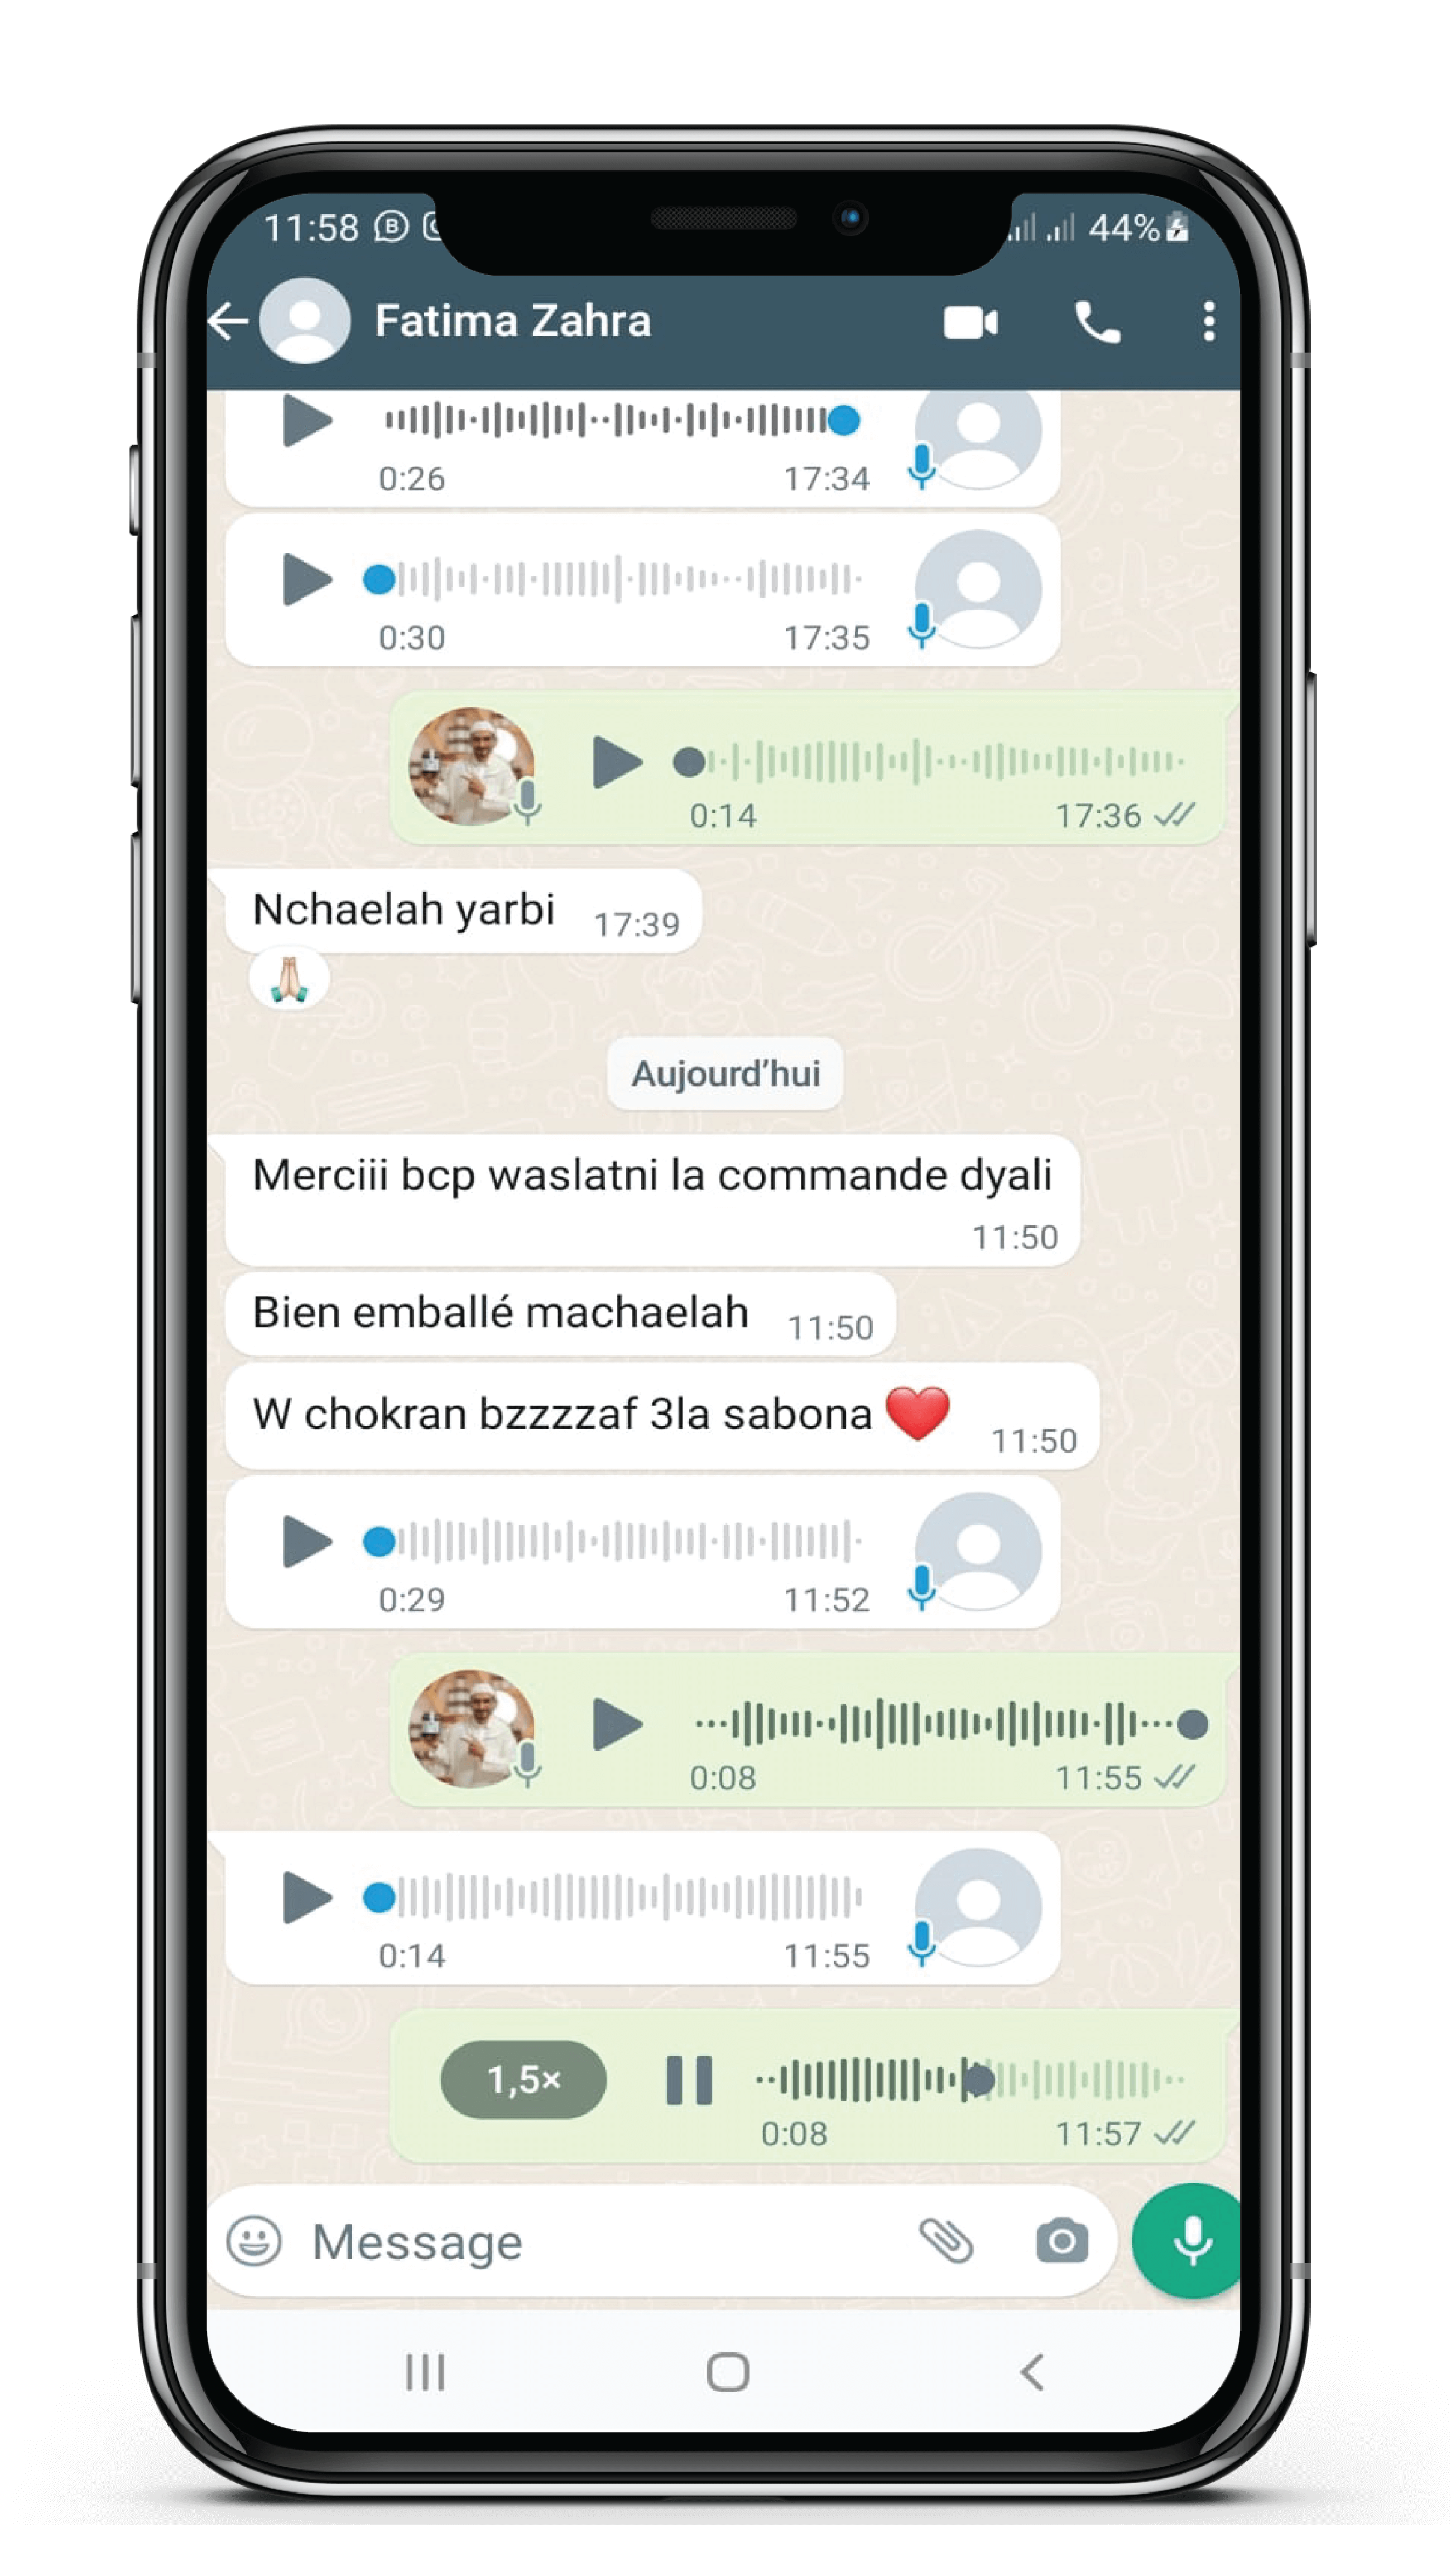 11:58 44%
Fatima Zahra
0:26 17:34
0:30 17:35
0:14 17:36
Nchaelah yarbi 17:39
Aujourd'hui
Merciii bcp waslatni la commande dyali
11:50
Bien emballé machaelah 11:50
W chokran bzzzzaf 3la sabona ❤️ 11:50
0:29 11:52
0:08 11:55
0:14 11:55
1,5×
0:08 11:57
Message